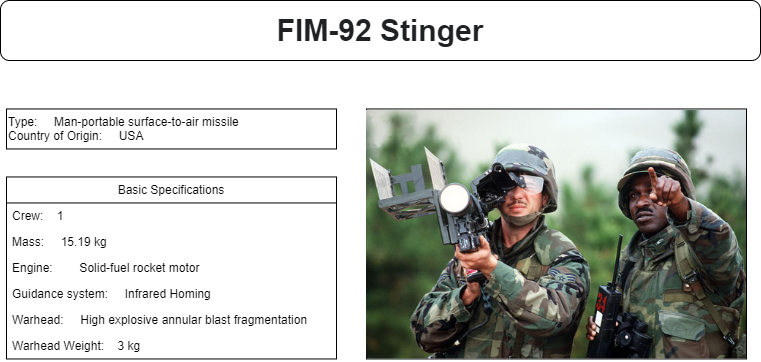 FIM-92 Stinger
Type: Man-portable surface-to-air missile
Country of Origin: USA
Basic Specifications
Crew: 1
Mass: 15.19 kg
Engine: Solid-fuel rocket motor
Guidance system: Infrared Homing
Warhead: High explosive annular blast fragmentation
Warhead Weight: 3 kg